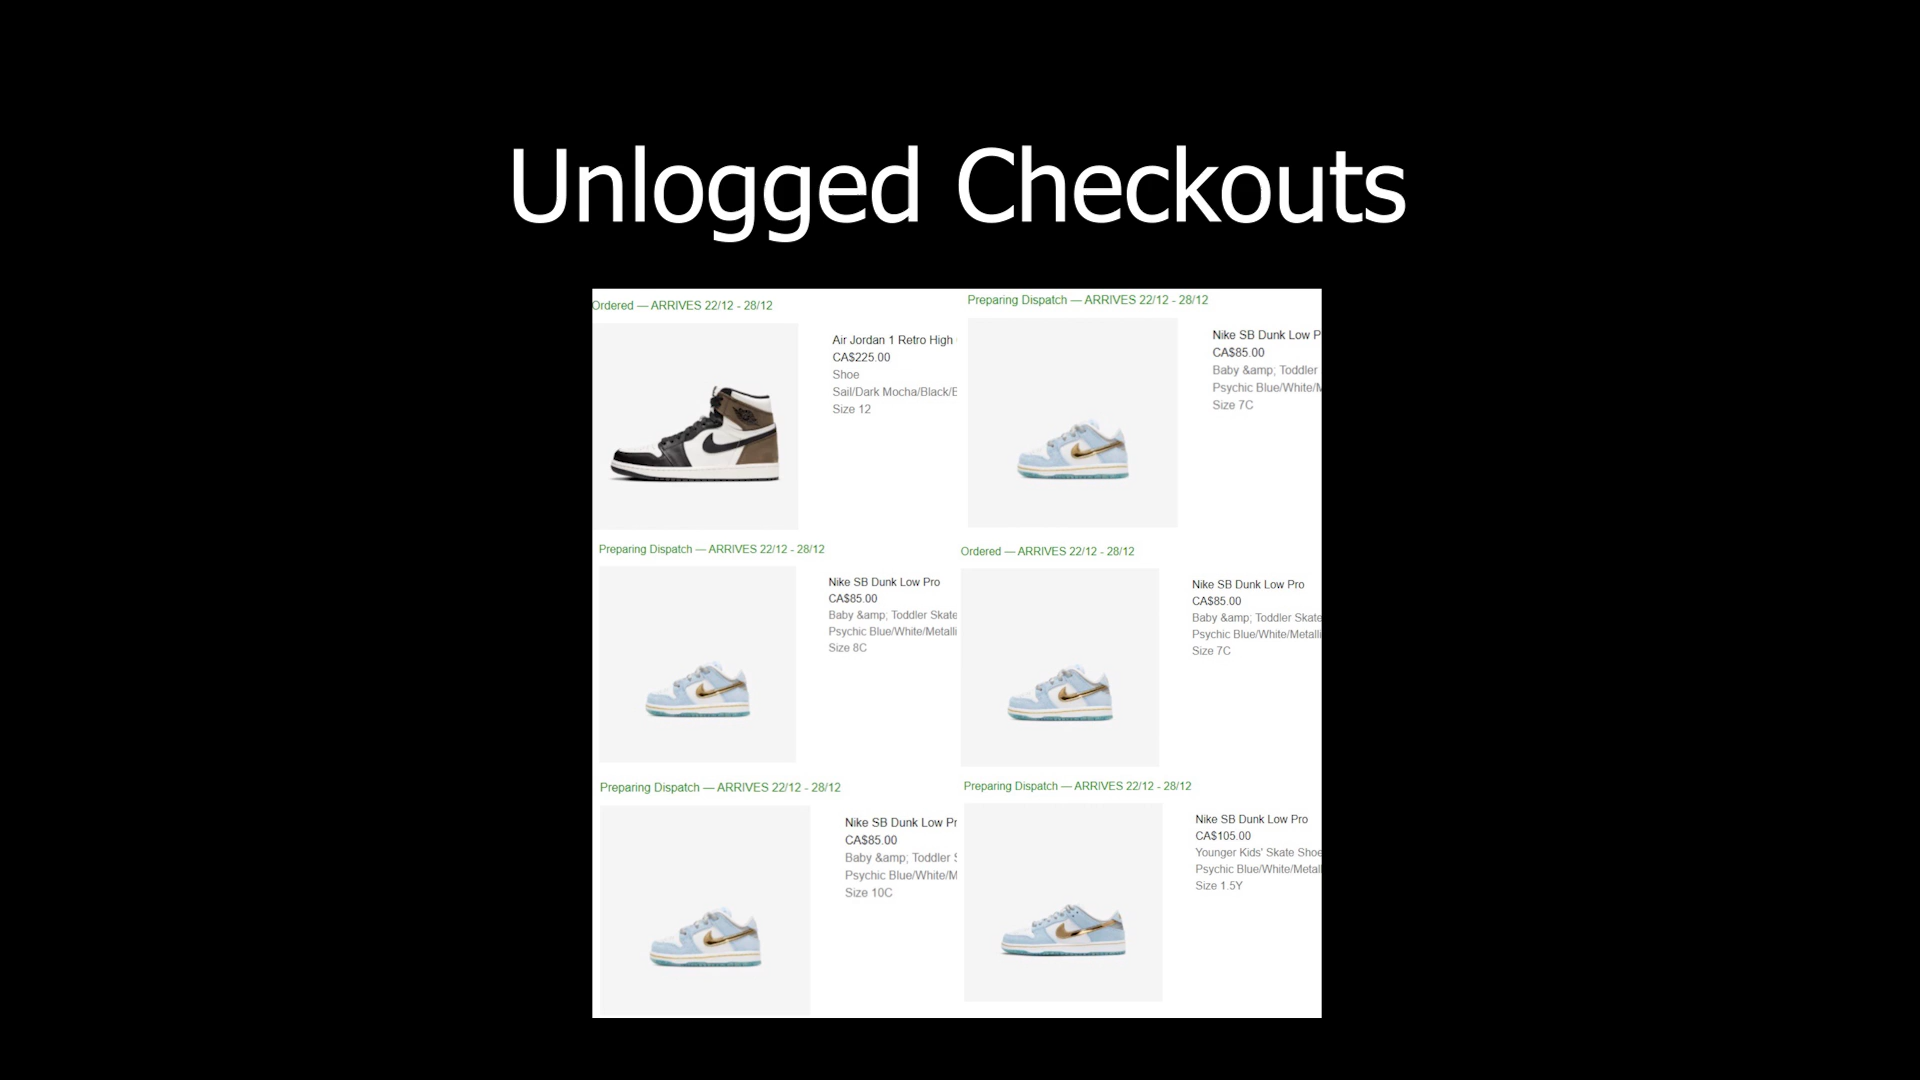 Unlogged Checkouts
Ordered — ARRIVES 22/12 - 28/12
Air Jordan 1 Retro High
CA$225.00
Shoe
Sail/Dark Mocha/Black/
Size 12
Preparing Dispatch — ARRIVES 22/12 - 28/12
Nike SB Dunk Low P
CA$85.00
Baby &amp; Toddler
Psychic Blue/White/M
Size 7C
Preparing Dispatch — ARRIVES 22/12 - 28/12
Nike SB Dunk Low Pro
CA$85.00
Baby &amp; Toddler Skate
Psychic Blue/White/Metalli
Size 8C
Ordered — ARRIVES 22/12 - 28/12
Nike SB Dunk Low Pro
CA$85.00
Baby &amp; Toddler Skate
Psychic Blue/White/Metalli
Size 7C
Preparing Dispatch — ARRIVES 22/12 - 28/12
Nike SB Dunk Low Pr
CA$85.00
Baby &amp; Toddler S
Psychic Blue/White/M
Size 10C
Preparing Dispatch — ARRIVES 22/12 - 28/12
Nike SB Dunk Low Pro
CA$105.00
Younger Kids' Skate Shoe
Psychic Blue/White/Metal
Size 1.5Y